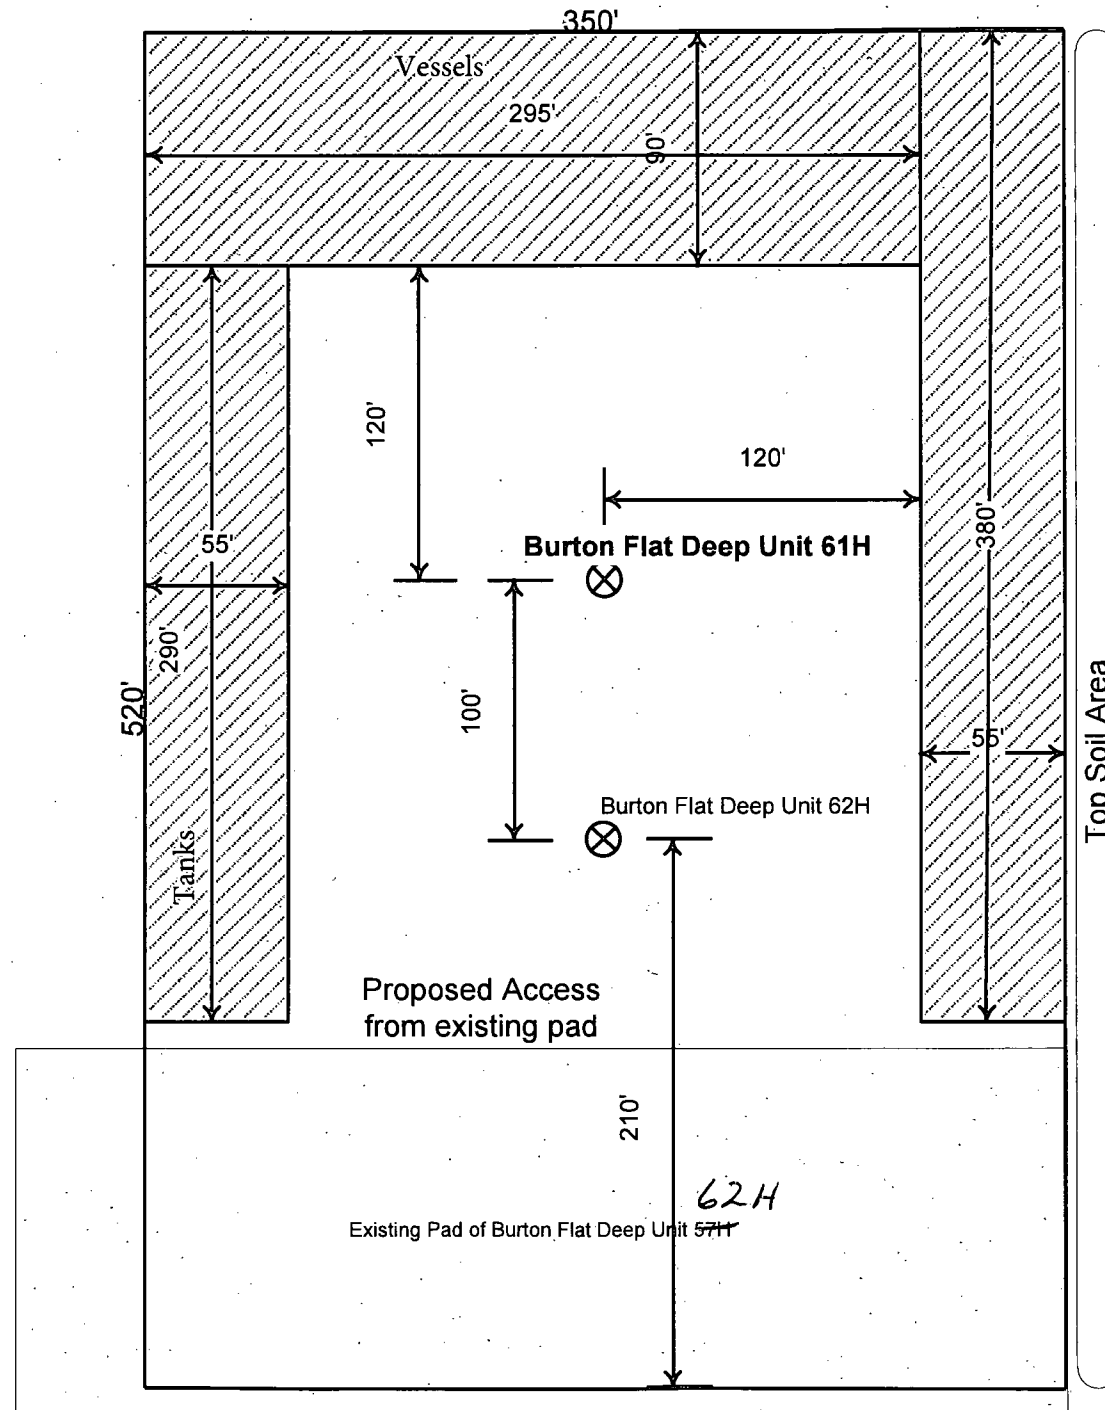 350'
Vessels
295'
90'
120'
120'
380'
55'
Burton Flat Deep Unit 61H
290'
520'
100'
55'
Top Soil Area
Burton Flat Deep Unit 62H
Tanks
Proposed Access
from existing pad
210'
62H
Existing Pad of Burton Flat Deep Unit 57H